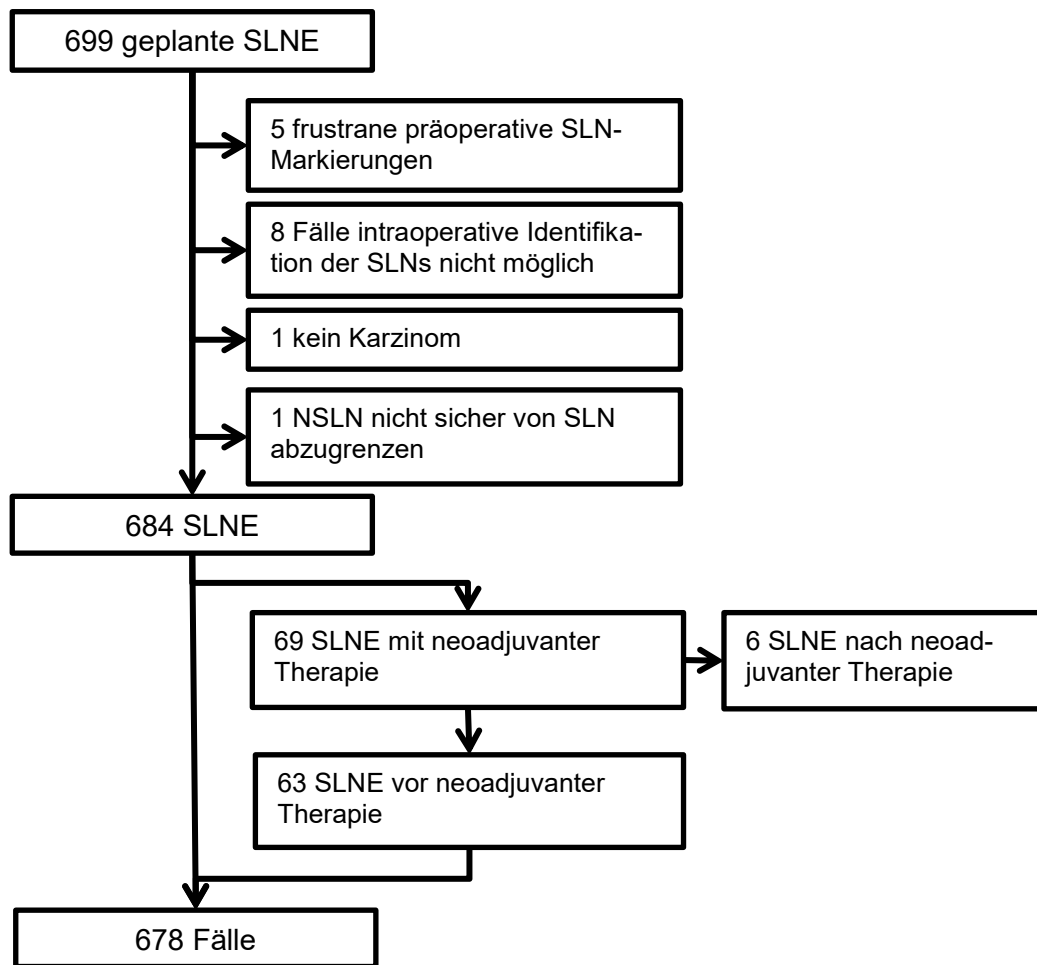 699 geplante SLNE
5 frustrane präoperative SLN-
Markierungen
8 Fälle intraoperative Identifika-
tion der SLNs nicht möglich
1 kein Karzinom
1 NSLN nicht sicher von SLN
abzugrenzen
684 SLNE
69 SLNE mit neoadjuvanter
Therapie
6 SLNE nach neoad-
juvanter Therapie
63 SLNE vor neoadjuvanter
Therapie
678 Fälle